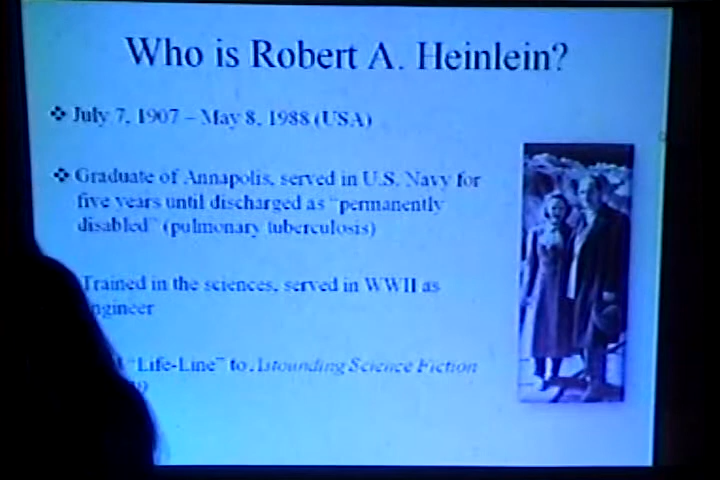 Who is Robert A. Heinlein?
❖ July 7, 1907 – May 8, 1988 (USA)
❖ Graduate of Annapolis, served in U.S. Navy for
five years until discharged as "permanently
disabled" (pulmonary tuberculosis)
Trained in the sciences, served in WWII as
ngineer
"Life-Line" to Astounding Science Fiction